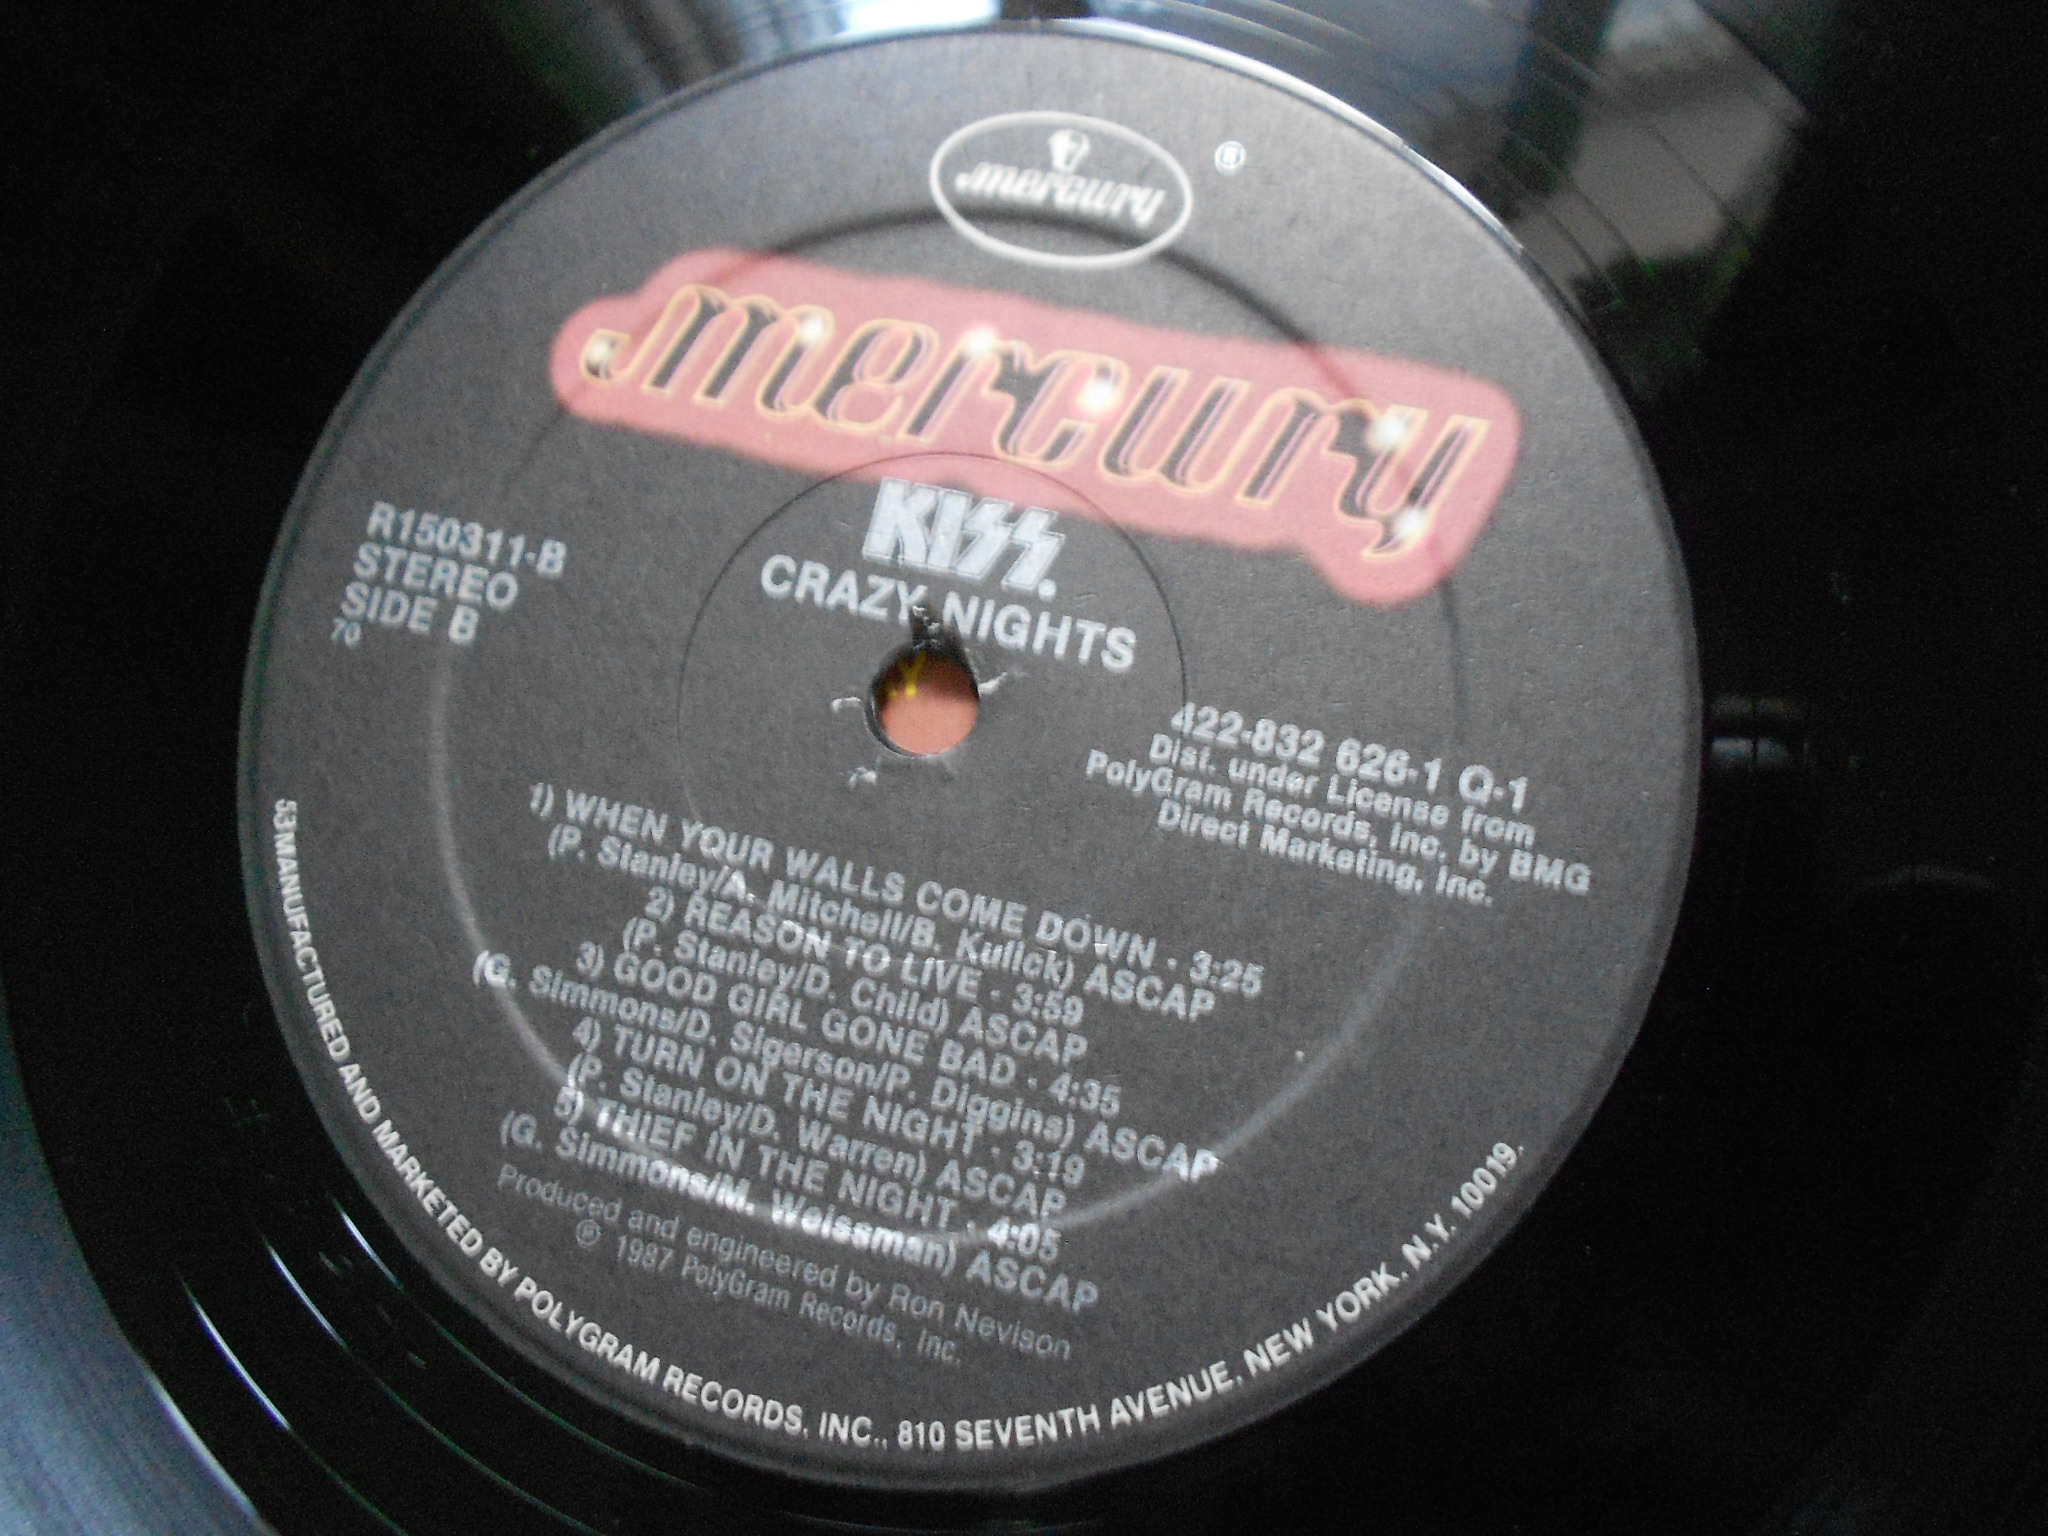 mercury ®
mercury
KISS.
CRAZY NIGHTS
R150311-B
STEREO
SIDE B
70
422-832 626-1 Q-1
Dist. under License from
PolyGram Records, Inc. by BMG
Direct Marketing, Inc.
1) WHEN YOUR WALLS COME DOWN · 3:25
(P. Stanley/A. Mitchell/B. Kulick) ASCAP
2) REASON TO LIVE · 3:59
(P. Stanley/D. Child) ASCAP
3) GOOD GIRL GONE BAD · 4:35
(G. Simmons/D. Sigerson/P. Diggins) ASCAP
4) TURN ON THE NIGHT · 3:19
(P. Stanley/D. Warren) ASCAP
5) THIEF IN THE NIGHT · 4:05
(G. Simmons/M. Weissman) ASCAP
Produced and engineered by Ron Nevison
℗ 1987 PolyGram Records, Inc.
53 MANUFACTURED AND MARKETED BY POLYGRAM RECORDS, INC., 810 SEVENTH AVENUE, NEW YORK, N.Y. 10019.